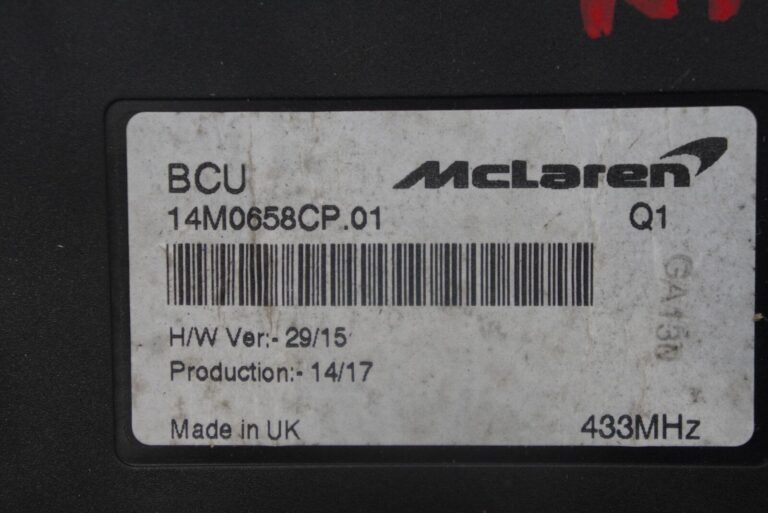 BCU
McLaren
14M0658CP.01
Q1
H/W Ver:- 29/15
Production:- 14/17
Made in UK
433MHz